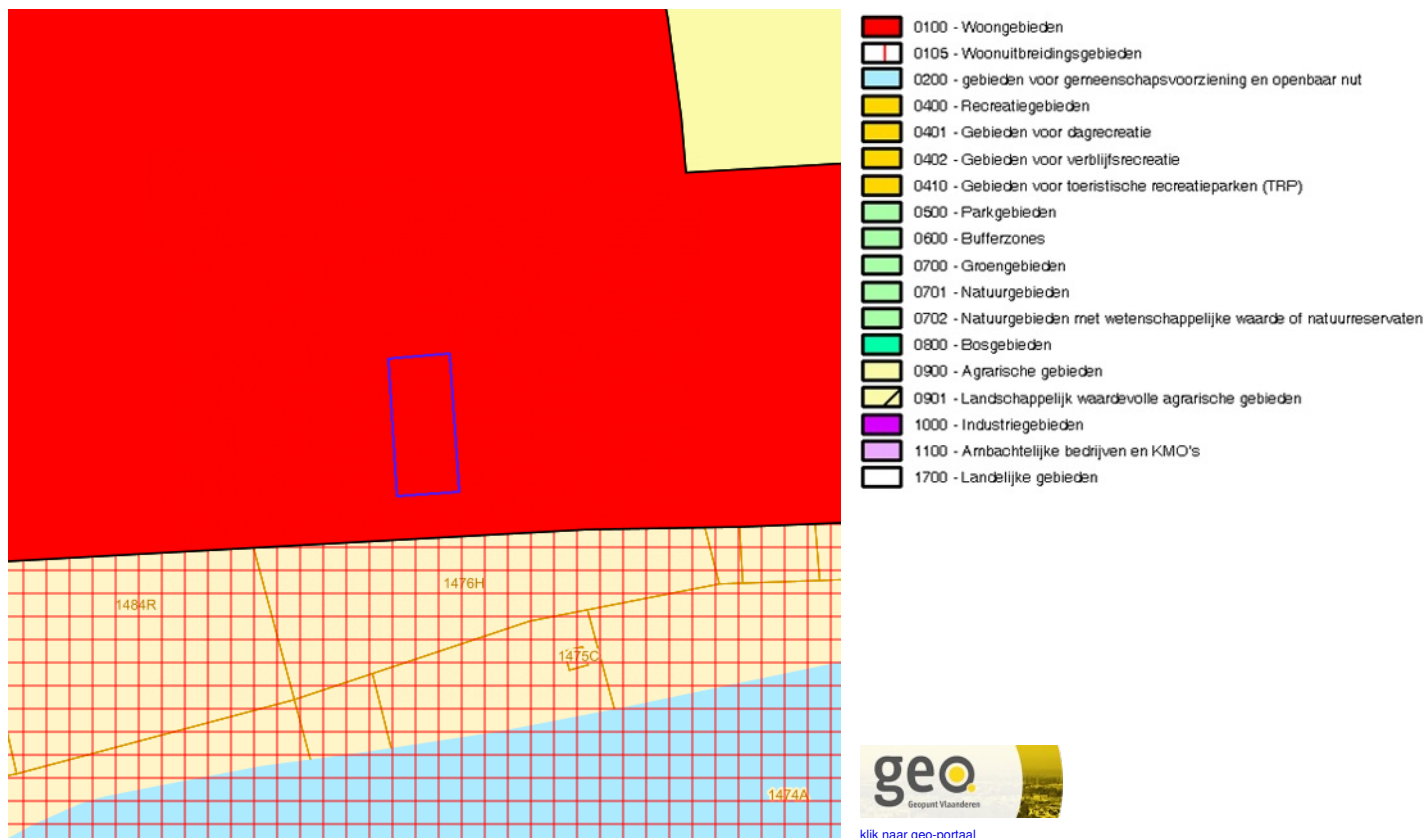 0100 - Woongebieden
0105 - Woonuitbreidingsgebieden
0200 - gebieden voor gemeenschapsvoorziening en openbaar nut
0400 - Recreatiegebieden
0401 - Gebieden voor dagrecreatie
0402 - Gebieden voor verblijfsrecreatie
0410 - Gebieden voor toeristische recreatieparken (TRP)
0500 - Parkgebieden
0600 - Bufferzones
0700 - Groengebieden
0701 - Natuurgebieden
0702 - Natuurgebieden met wetenschappelijke waarde of natuurreservaten
0800 - Bosgebieden
0900 - Agrarische gebieden
0901 - Landschappelijk waardevolle agrarische gebieden
1000 - Industriegebieden
1100 - Ambachtelijke bedrijven en KMO's
1700 - Landelijke gebieden
1476H
1484R
1475C
1474A
geo
Geopunt Vlaanderen
klik naar geo-portaal